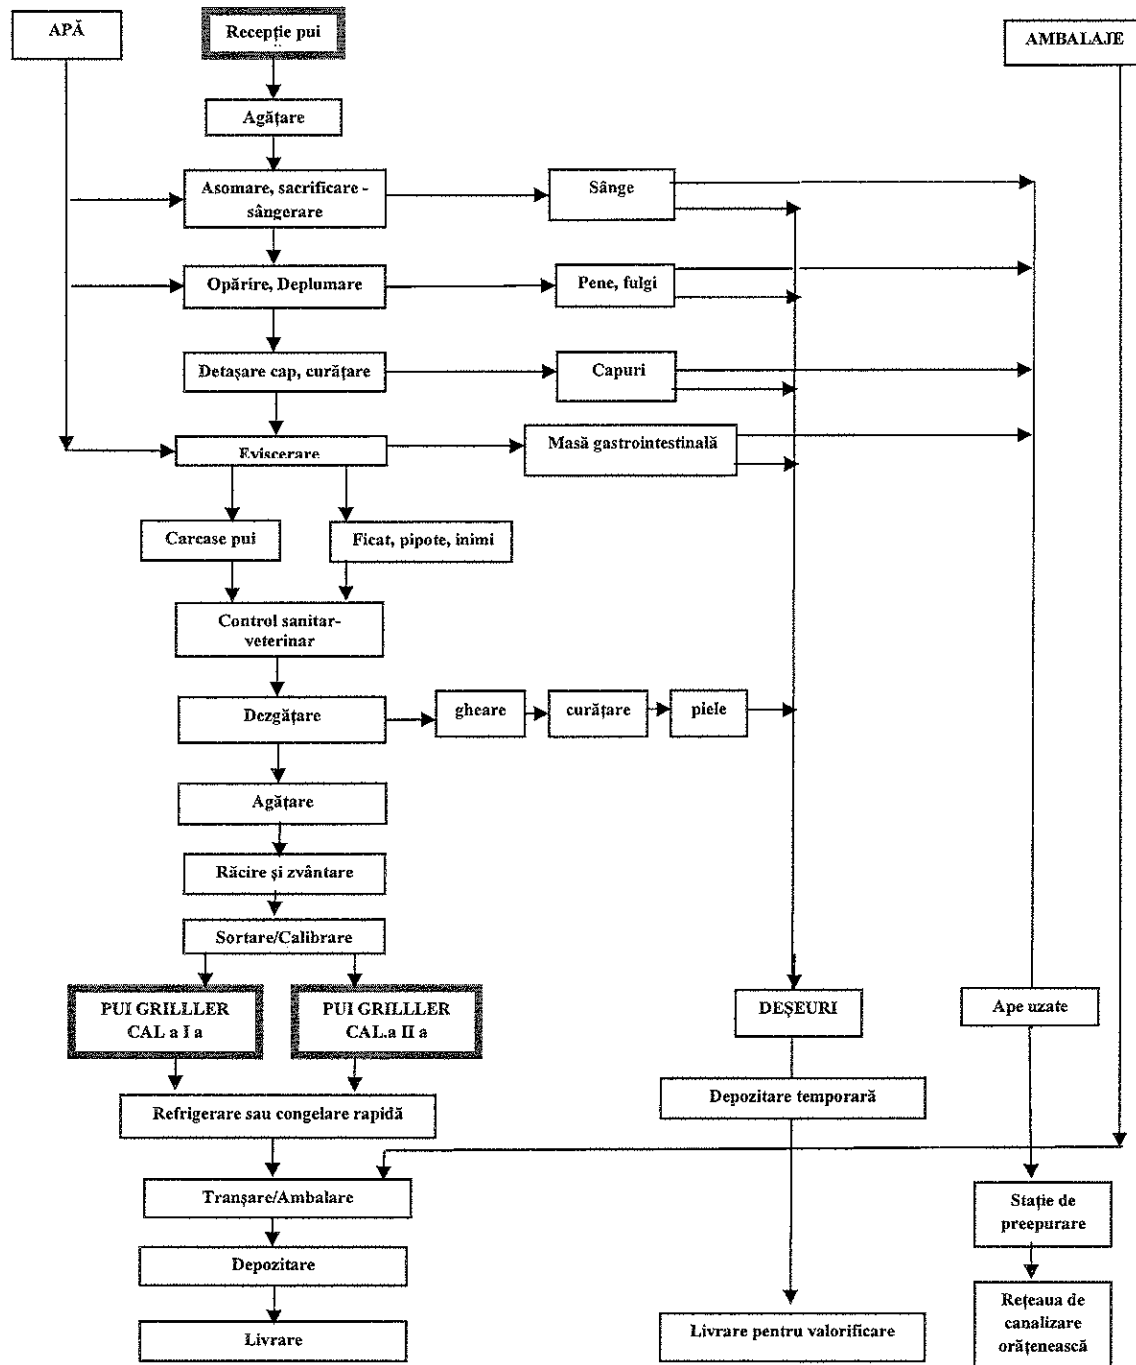 APĂ
Recepție pui
AMBALAJE
Agățare
Asomare, sacrificare -
sângerare
Sânge
Opărire, Deplumare
Pene, fulgi
Detașare cap, curățare
Capuri
Eviscerare
Masă gastrointestinală
Carcase pui
Ficat, pipote, inimi
Control sanitar-
veterinar
Dezgățare
gheare
curățare
piele
Agățare
Răcire și zvântare
Sortare/Calibrare
PUI GRILLLER
CAL a I a
PUI GRILLLER
CAL.a II a
DEȘEURI
Ape uzate
Refrigerare sau congelare rapidă
Depozitare temporară
Tranșare/Ambalare
Stație de
preepurare
Depozitare
Livrare
Livrare pentru valorificare
Rețeaua de
canalizare
orățenească